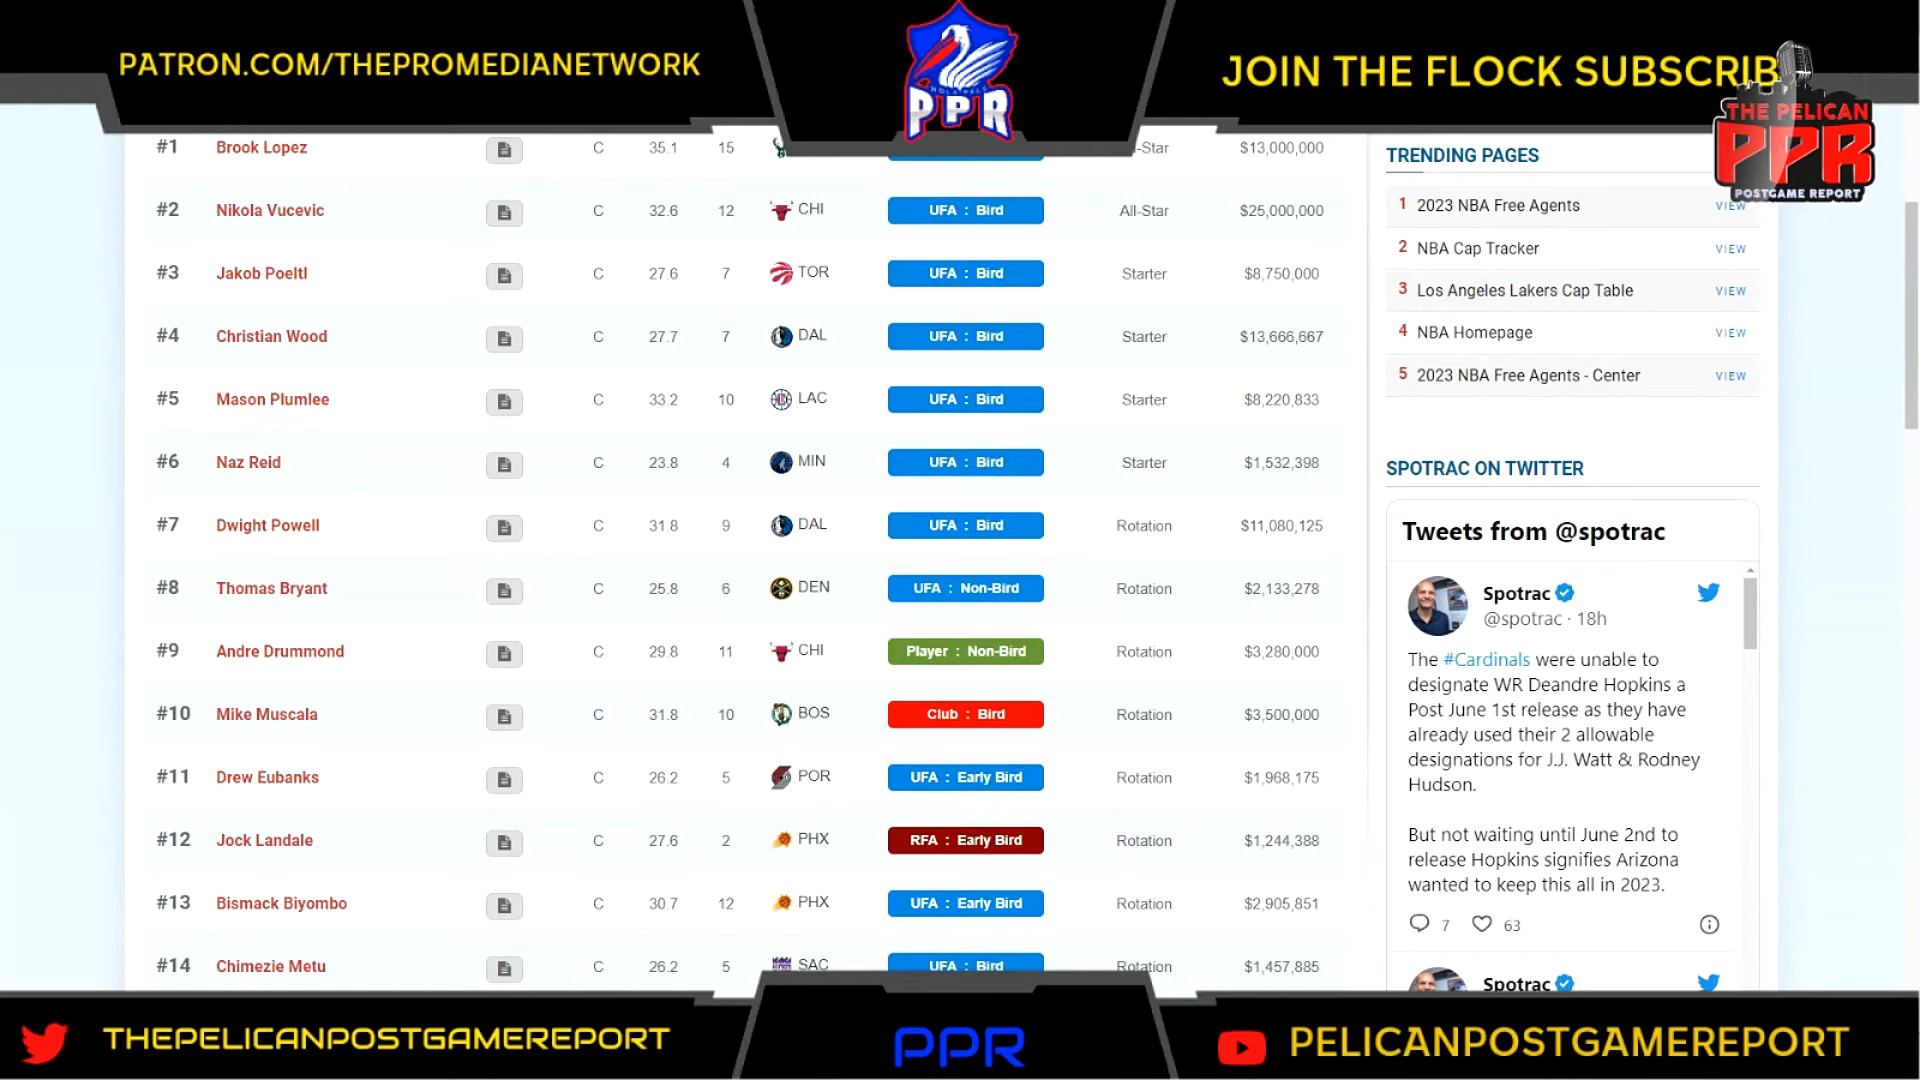 PATRON.COM/THEPROMEDIANETWORK
NOLA PELS
PPR
JOIN THE FLOCK SUBSCRIB
THE PELICAN
PPR
POSTGAME REPORT
#1 Brook Lopez C 35.1 15 -Star $13,000,000
#2 Nikola Vucevic C 32.6 12 CHI UFA : Bird All-Star $25,000,000
#3 Jakob Poeltl C 27.6 7 TOR UFA : Bird Starter $8,750,000
#4 Christian Wood C 27.7 7 DAL UFA : Bird Starter $13,666,667
#5 Mason Plumlee C 33.2 10 LAC UFA : Bird Starter $8,220,833
#6 Naz Reid C 23.8 4 MIN UFA : Bird Starter $1,532,398
#7 Dwight Powell C 31.8 9 DAL UFA : Bird Rotation $11,080,125
#8 Thomas Bryant C 25.8 6 DEN UFA : Non-Bird Rotation $2,133,278
#9 Andre Drummond C 29.8 11 CHI Player : Non-Bird Rotation $3,280,000
#10 Mike Muscala C 31.8 10 BOS Club : Bird Rotation $3,500,000
#11 Drew Eubanks C 26.2 5 POR UFA : Early Bird Rotation $1,968,175
#12 Jock Landale C 27.6 2 PHX RFA : Early Bird Rotation $1,244,388
#13 Bismack Biyombo C 30.7 12 PHX UFA : Early Bird Rotation $2,905,851
#14 Chimezie Metu C 26.2 5 SAC UFA : Bird Rotation $1,457,885
TRENDING PAGES
1 2023 NBA Free Agents VIEW
2 NBA Cap Tracker VIEW
3 Los Angeles Lakers Cap Table VIEW
4 NBA Homepage VIEW
5 2023 NBA Free Agents - Center VIEW
SPOTRAC ON TWITTER
Tweets from @spotrac
Spotrac
@spotrac · 18h
The #Cardinals were unable to
designate WR Deandre Hopkins a
Post June 1st release as they have
already used their 2 allowable
designations for J.J. Watt & Rodney
Hudson.
But not waiting until June 2nd to
release Hopkins signifies Arizona
wanted to keep this all in 2023.
7 63
Spotrac
THEPELICANPOSTGAMEREPORT
PPR
PELICANPOSTGAMEREPORT